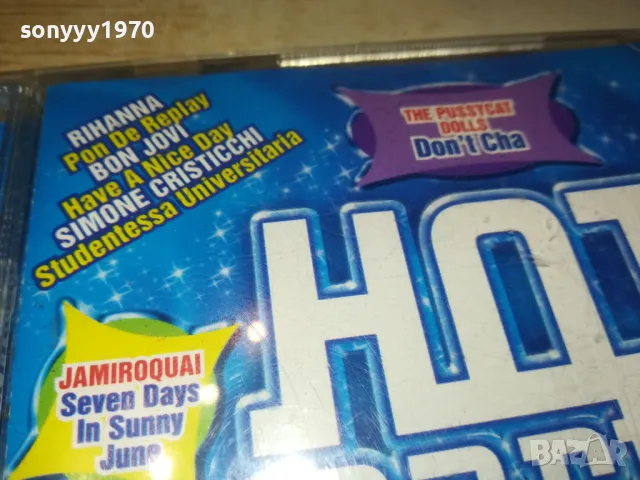 sonyyy1970
RIHANNA
Pon De Replay
BON JOVI
Have A Nice Day
SIMONE CRISTICCHI
Studentessa Universitaria
THE PUSSYCAT
DOLLS
Don't Cha
HOT
JAMIROQUAI
Seven Days
In Sunny
June
BAZAR